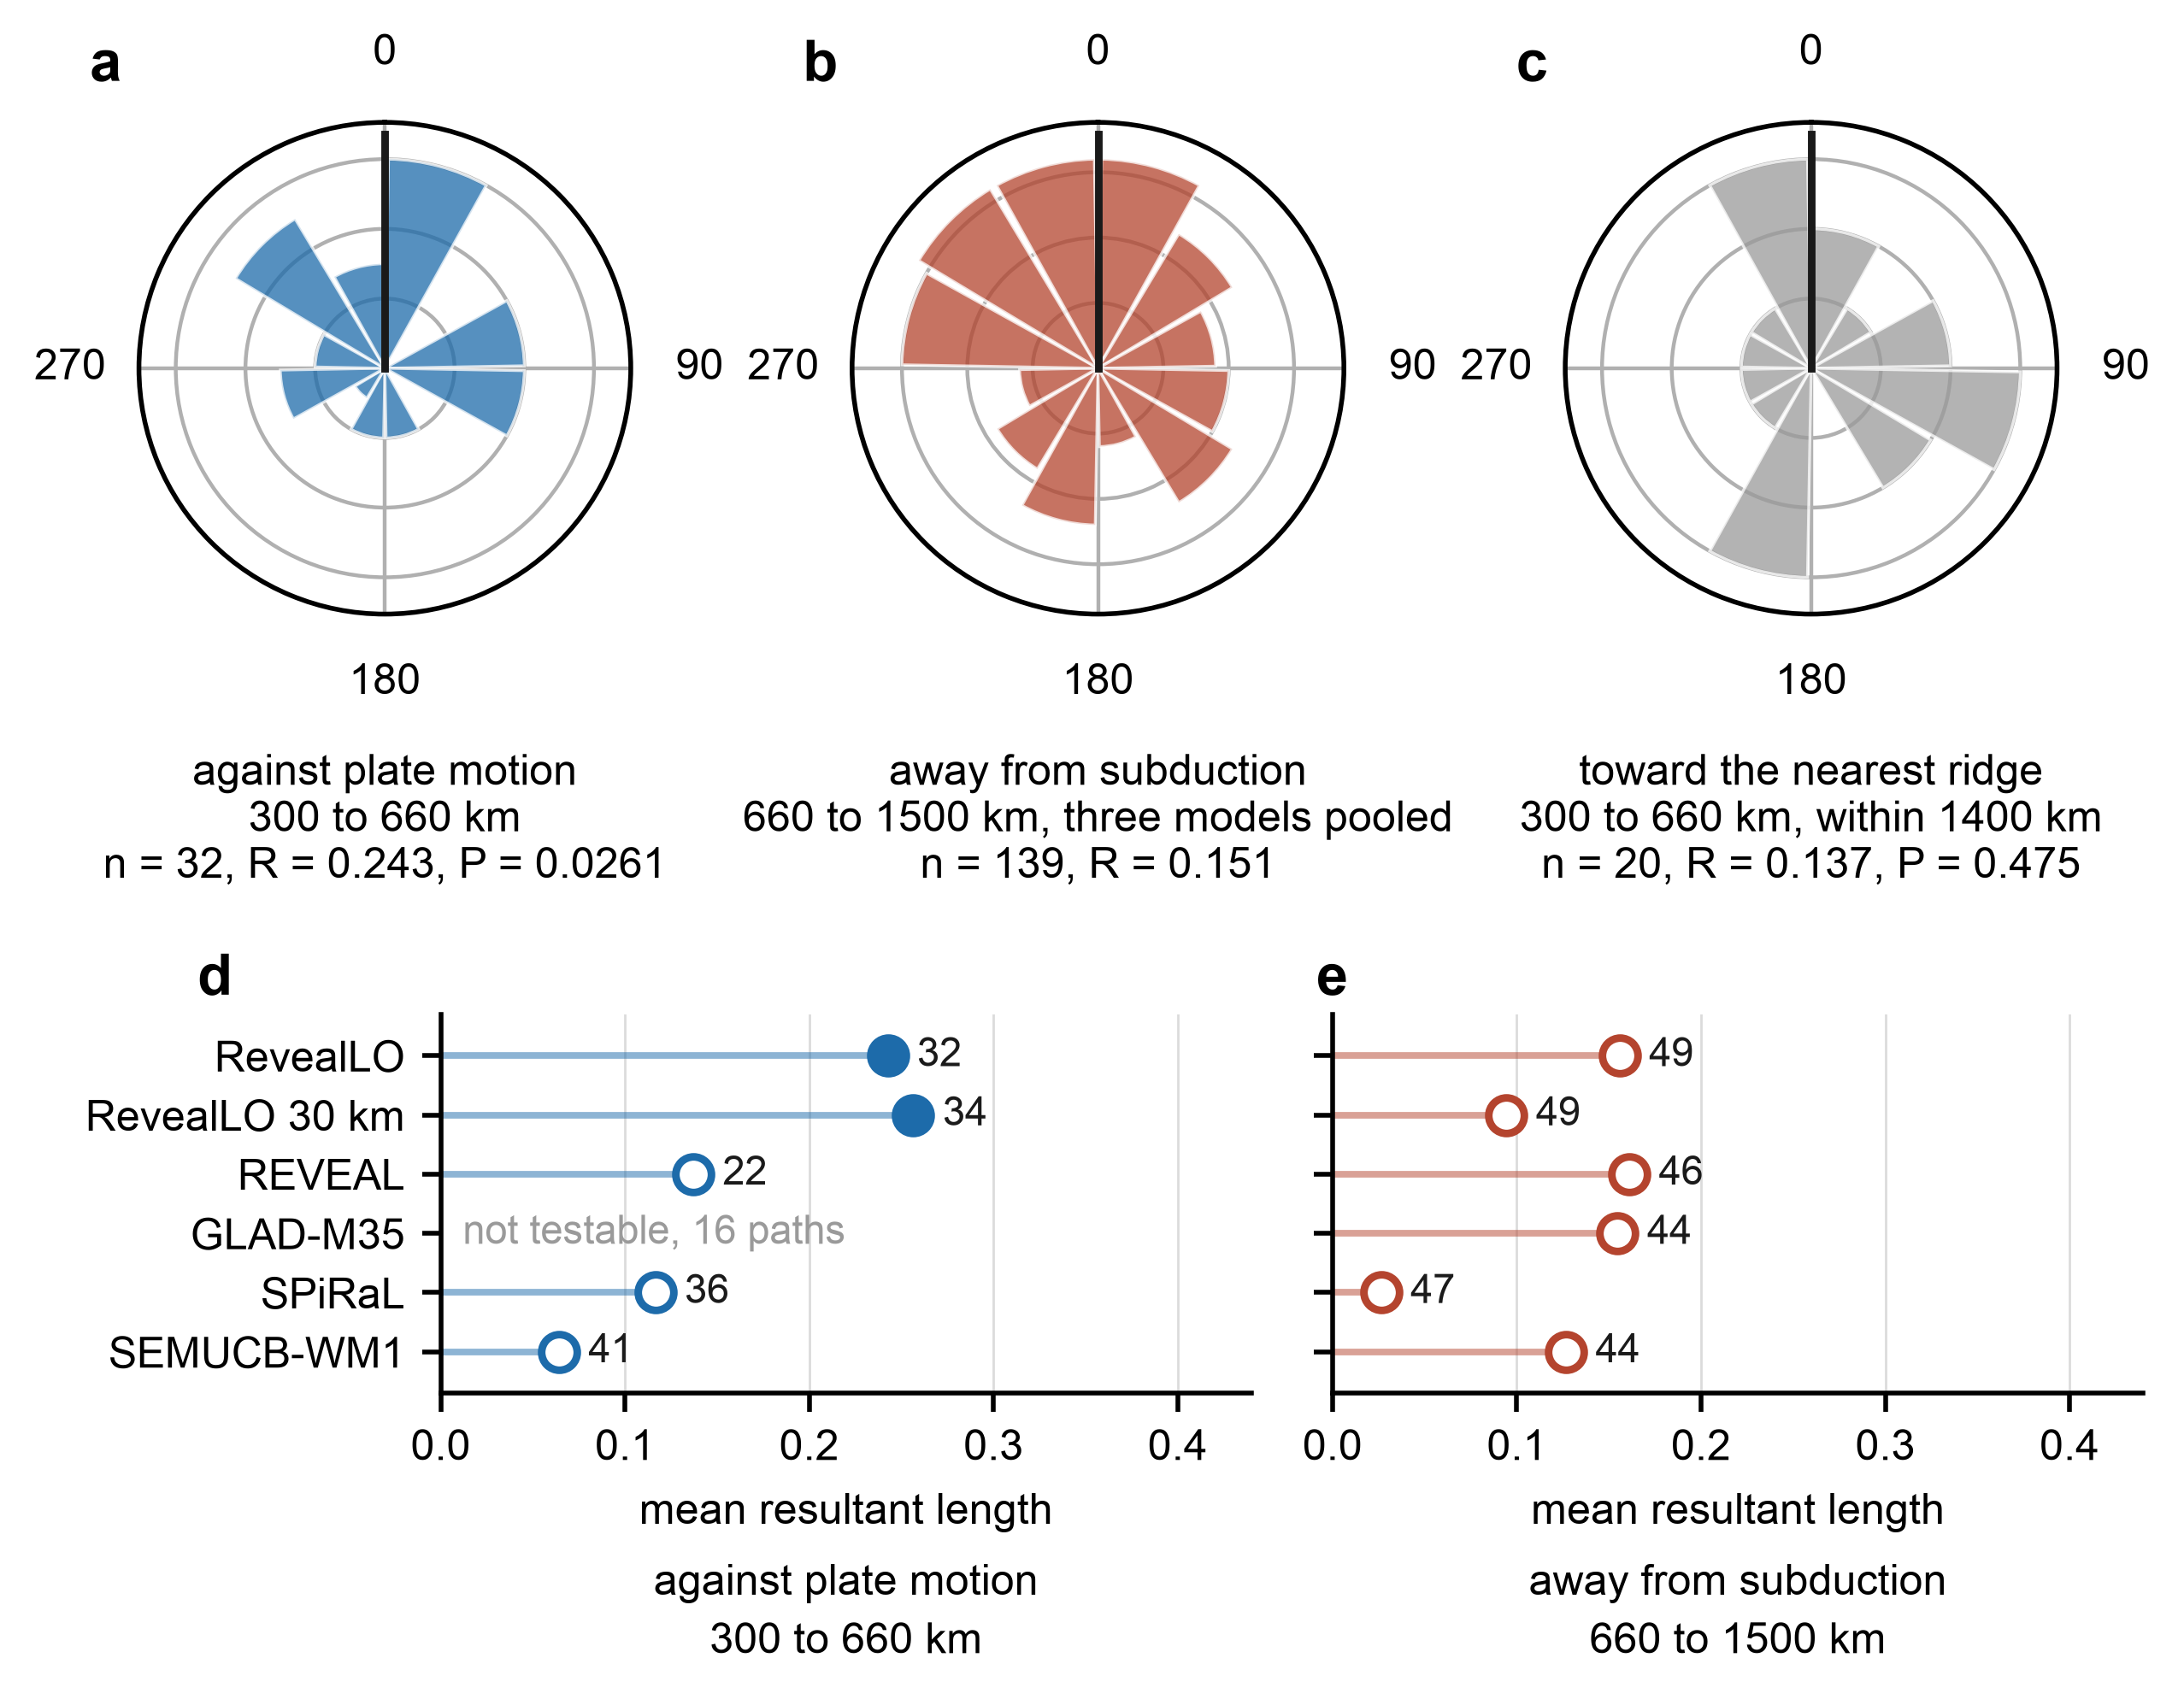 a
0
270
90
180
against plate motion
300 to 660 km
n = 32, R = 0.243, P = 0.0261
b
0
270
90
180
away from subduction
660 to 1500 km, three models pooled
n = 139, R = 0.151
c
0
270
90
180
toward the nearest ridge
300 to 660 km, within 1400 km
n = 20, R = 0.137, P = 0.475
d
RevealLO
32
RevealLO 30 km
34
REVEAL
22
GLAD-M35
not testable, 16 paths
SPiRaL
36
SEMUCB-WM1
41
0.0
0.1
0.2
0.3
0.4
mean resultant length
against plate motion
300 to 660 km
e
49
49
46
44
47
44
0.0
0.1
0.2
0.3
0.4
mean resultant length
away from subduction
660 to 1500 km